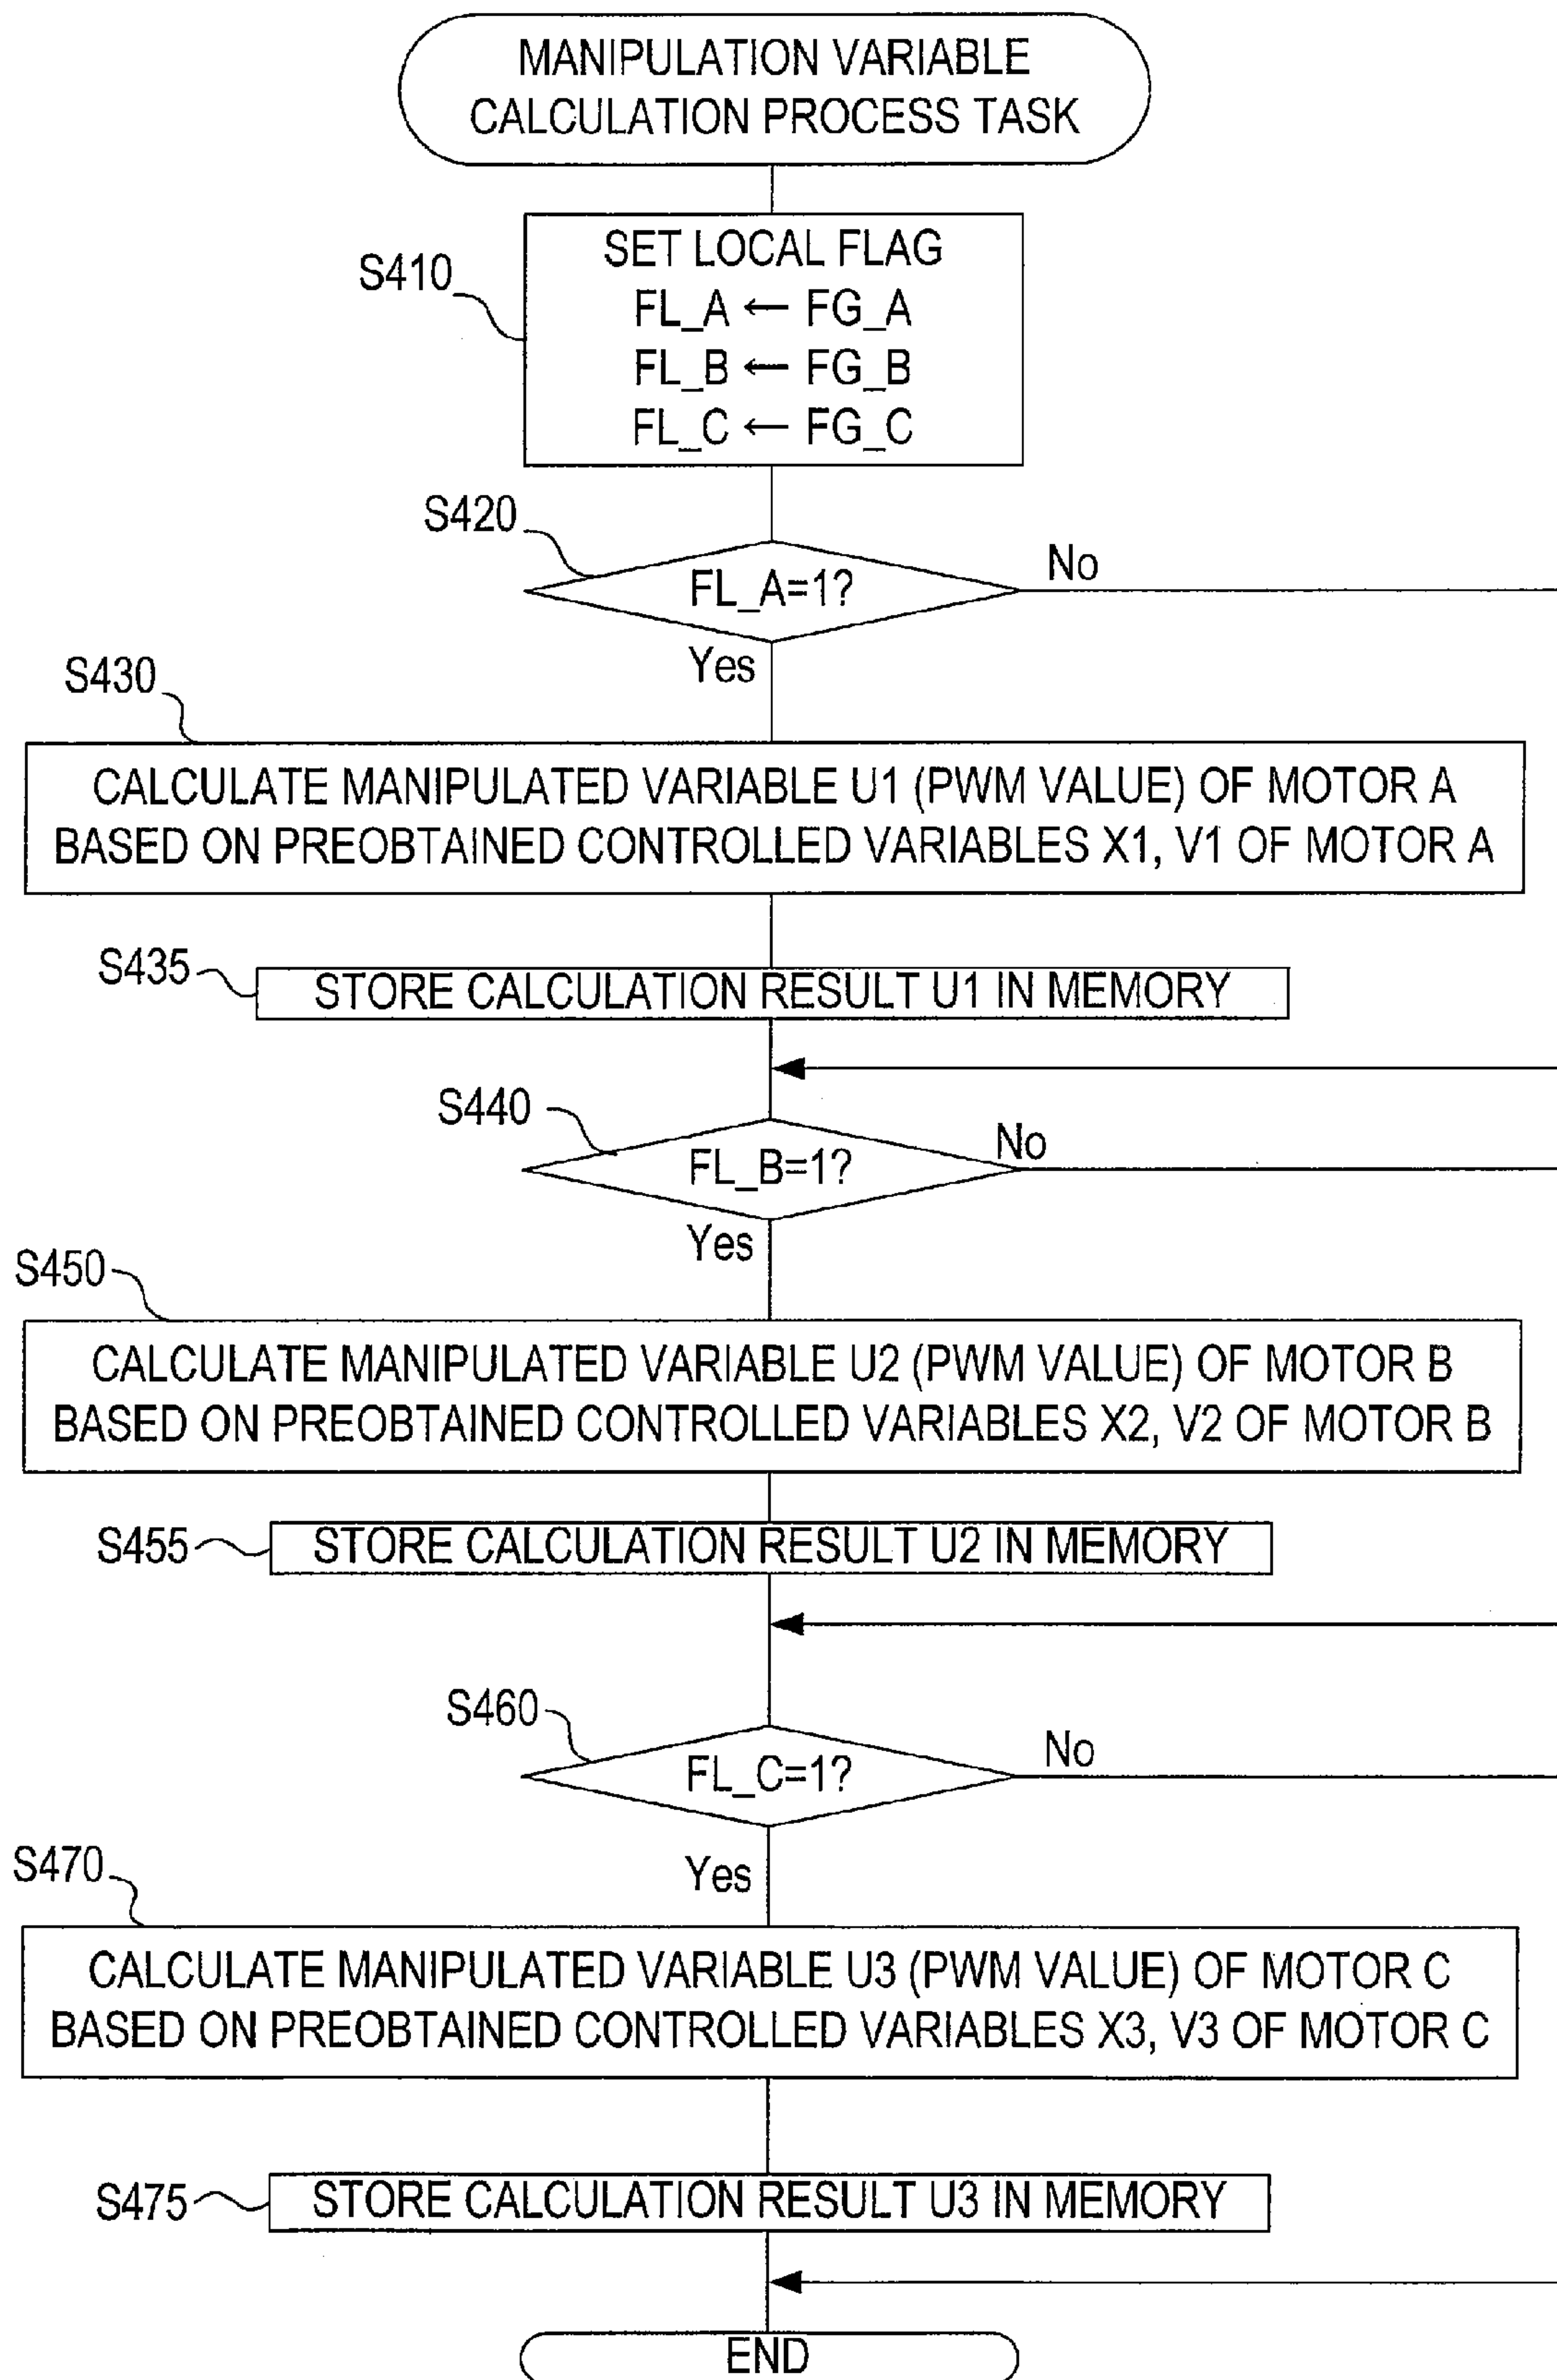 MANIPULATION VARIABLE
CALCULATION PROCESS TASK
S410
SET LOCAL FLAG
FL_A ← FG_A
FL_B ← FG_B
FL_C ← FG_C
S420
FL_A=1?
No
Yes
S430
CALCULATE MANIPULATED VARIABLE U1 (PWM VALUE) OF MOTOR A
BASED ON PREOBTAINED CONTROLLED VARIABLES X1, V1 OF MOTOR A
S435
STORE CALCULATION RESULT U1 IN MEMORY
S440
FL_B=1?
No
Yes
S450
CALCULATE MANIPULATED VARIABLE U2 (PWM VALUE) OF MOTOR B
BASED ON PREOBTAINED CONTROLLED VARIABLES X2, V2 OF MOTOR B
S455
STORE CALCULATION RESULT U2 IN MEMORY
S460
FL_C=1?
No
Yes
S470
CALCULATE MANIPULATED VARIABLE U3 (PWM VALUE) OF MOTOR C
BASED ON PREOBTAINED CONTROLLED VARIABLES X3, V3 OF MOTOR C
S475
STORE CALCULATION RESULT U3 IN MEMORY
END